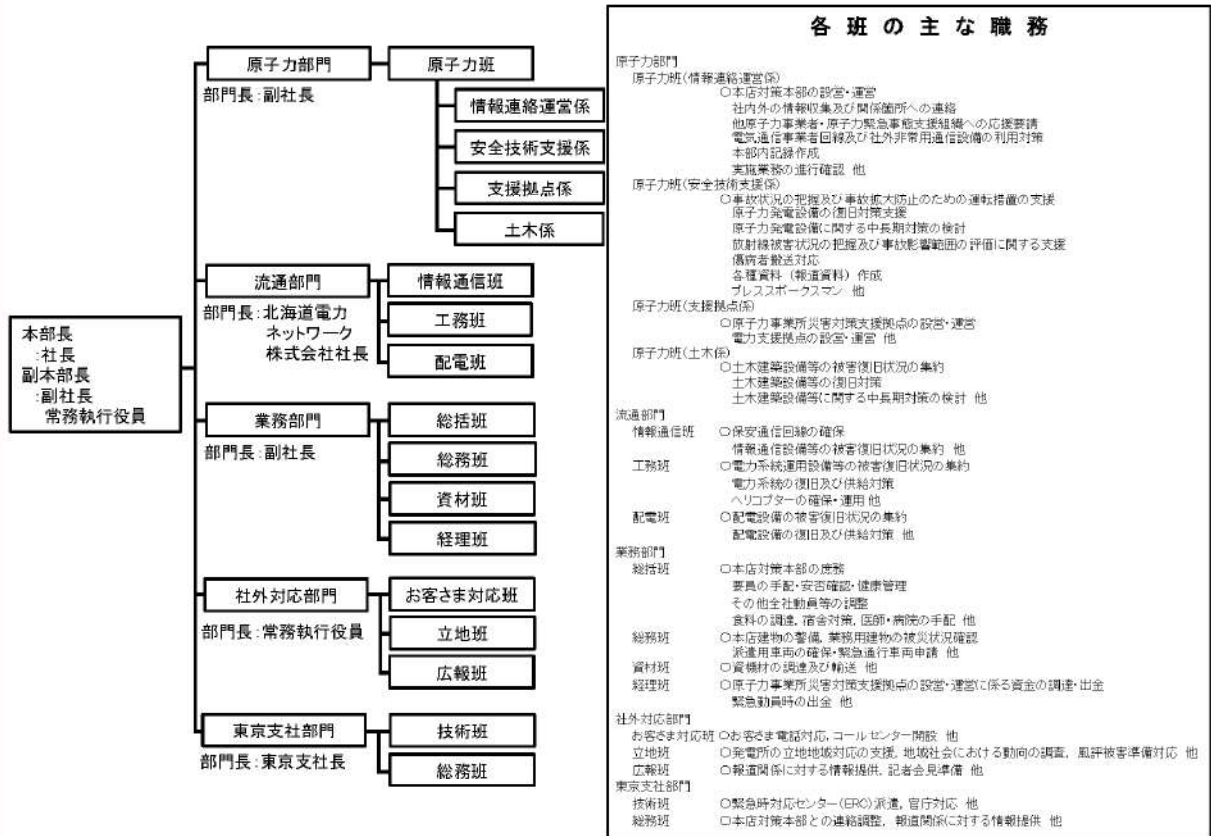 本部長
:社長
副本部長
:副社長
常務執行役員
原子力部門
部門長:副社長
原子力班
情報連絡運営係
安全技術支援係
支援拠点係
土木係
流通部門
部門長:北海道電力
ネットワーク
株式会社社長
情報通信班
工務班
配電班
業務部門
部門長:副社長
総括班
総務班
資材班
経理班
社外対応部門
部門長:常務執行役員
お客さま対応班
立地班
広報班
東京支社部門
部門長:東京支社長
技術班
総務班
各班の主な職務
原子力部門
原子力班(情報連絡運営係)
○本店対策本部の設営・運営
社内外の情報収集及び関係箇所への連絡
他原子力事業者・原子力緊急事態支援組織への応援要請
電気通信事業者回線及び社外非常用通信設備の利用対策
本部内記録作成
実施業務の進行確認 他
原子力班(安全技術支援係)
○事故状況の把握及び事故拡大防止のための運転措置の支援
原子力発電設備の復旧対策支援
原子力発電設備に関する中長期対策の検討
放射線被害状況の把握及び事故影響範囲の評価に関する支援
傷病者搬送対応
各種資料(報道資料)作成
プレススポークスマン 他
原子力班(支援拠点係)
○原子力事業所災害対策支援拠点の設営・運営
電力支援拠点の設営・運営 他
原子力班(土木係)
○土木建築設備等の被害復旧状況の集約
土木建築設備等の復旧対策
土木建築設備等に関する中長期対策の検討 他
流通部門
情報通信班 ○保安通信回線の確保
情報通信設備等の被害復旧状況の集約 他
工務班 ○電力系統運用設備等の被害復旧状況の集約
電力系統の復旧及び供給対策
ヘリコプターの確保・運用 他
配電班 ○配電設備の被害復旧状況の集約
配電設備の復旧及び供給対策 他
業務部門
総括班 ○本店対策本部の庶務
要員の手配・安否確認・健康管理
その他全社動員等の調整
食料の調達,宿舎対策,医師・病院の手配 他
総務班 ○本店建物の警備,業務用建物の被災状況確認
派遣用車両の確保・緊急通行車両申請 他
資材班 ○資機材の調達及び輸送 他
経理班 ○原子力事業所災害対策支援拠点の設営・運営に係る資金の調達・出金
緊急動員時の出金 他
社外対応部門
お客さま対応班 ○お客さま電話対応,コールセンター開設 他
立地班 ○発電所の立地地域対応の支援,地域社会における動向の調査,風評被害準備対応 他
広報班 ○報道関係に対する情報提供,記者会見準備 他
東京支社部門
技術班 ○緊急時対応センター(ERC)派遣,官庁対応 他
総務班 ○本店対策本部との連絡調整,報道関係に対する情報提供 他